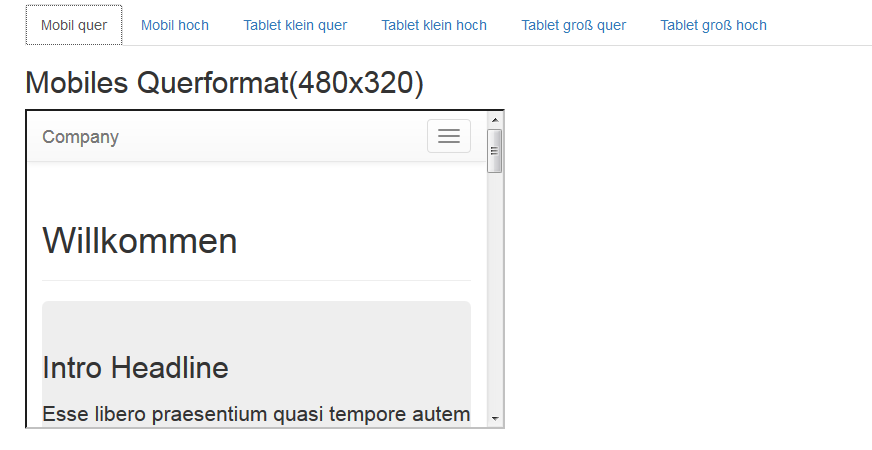 Mobil quer Mobil hoch Tablet klein quer Tablet klein hoch Tablet groß quer Tablet groß hoch
Mobiles Querformat(480x320)
Company
Willkommen
Intro Headline
Esse libero praesentium quasi tempore autem